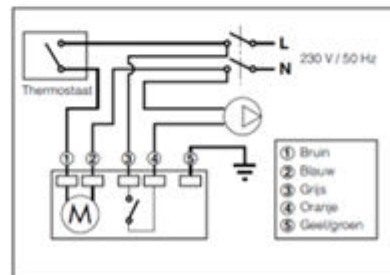 L
N
230 V / 50 Hz
Thermostaat
1 2 3 4 5
M
① Bruin
② Blauw
③ Grijs
④ Oranje
⑤ Geel/groen